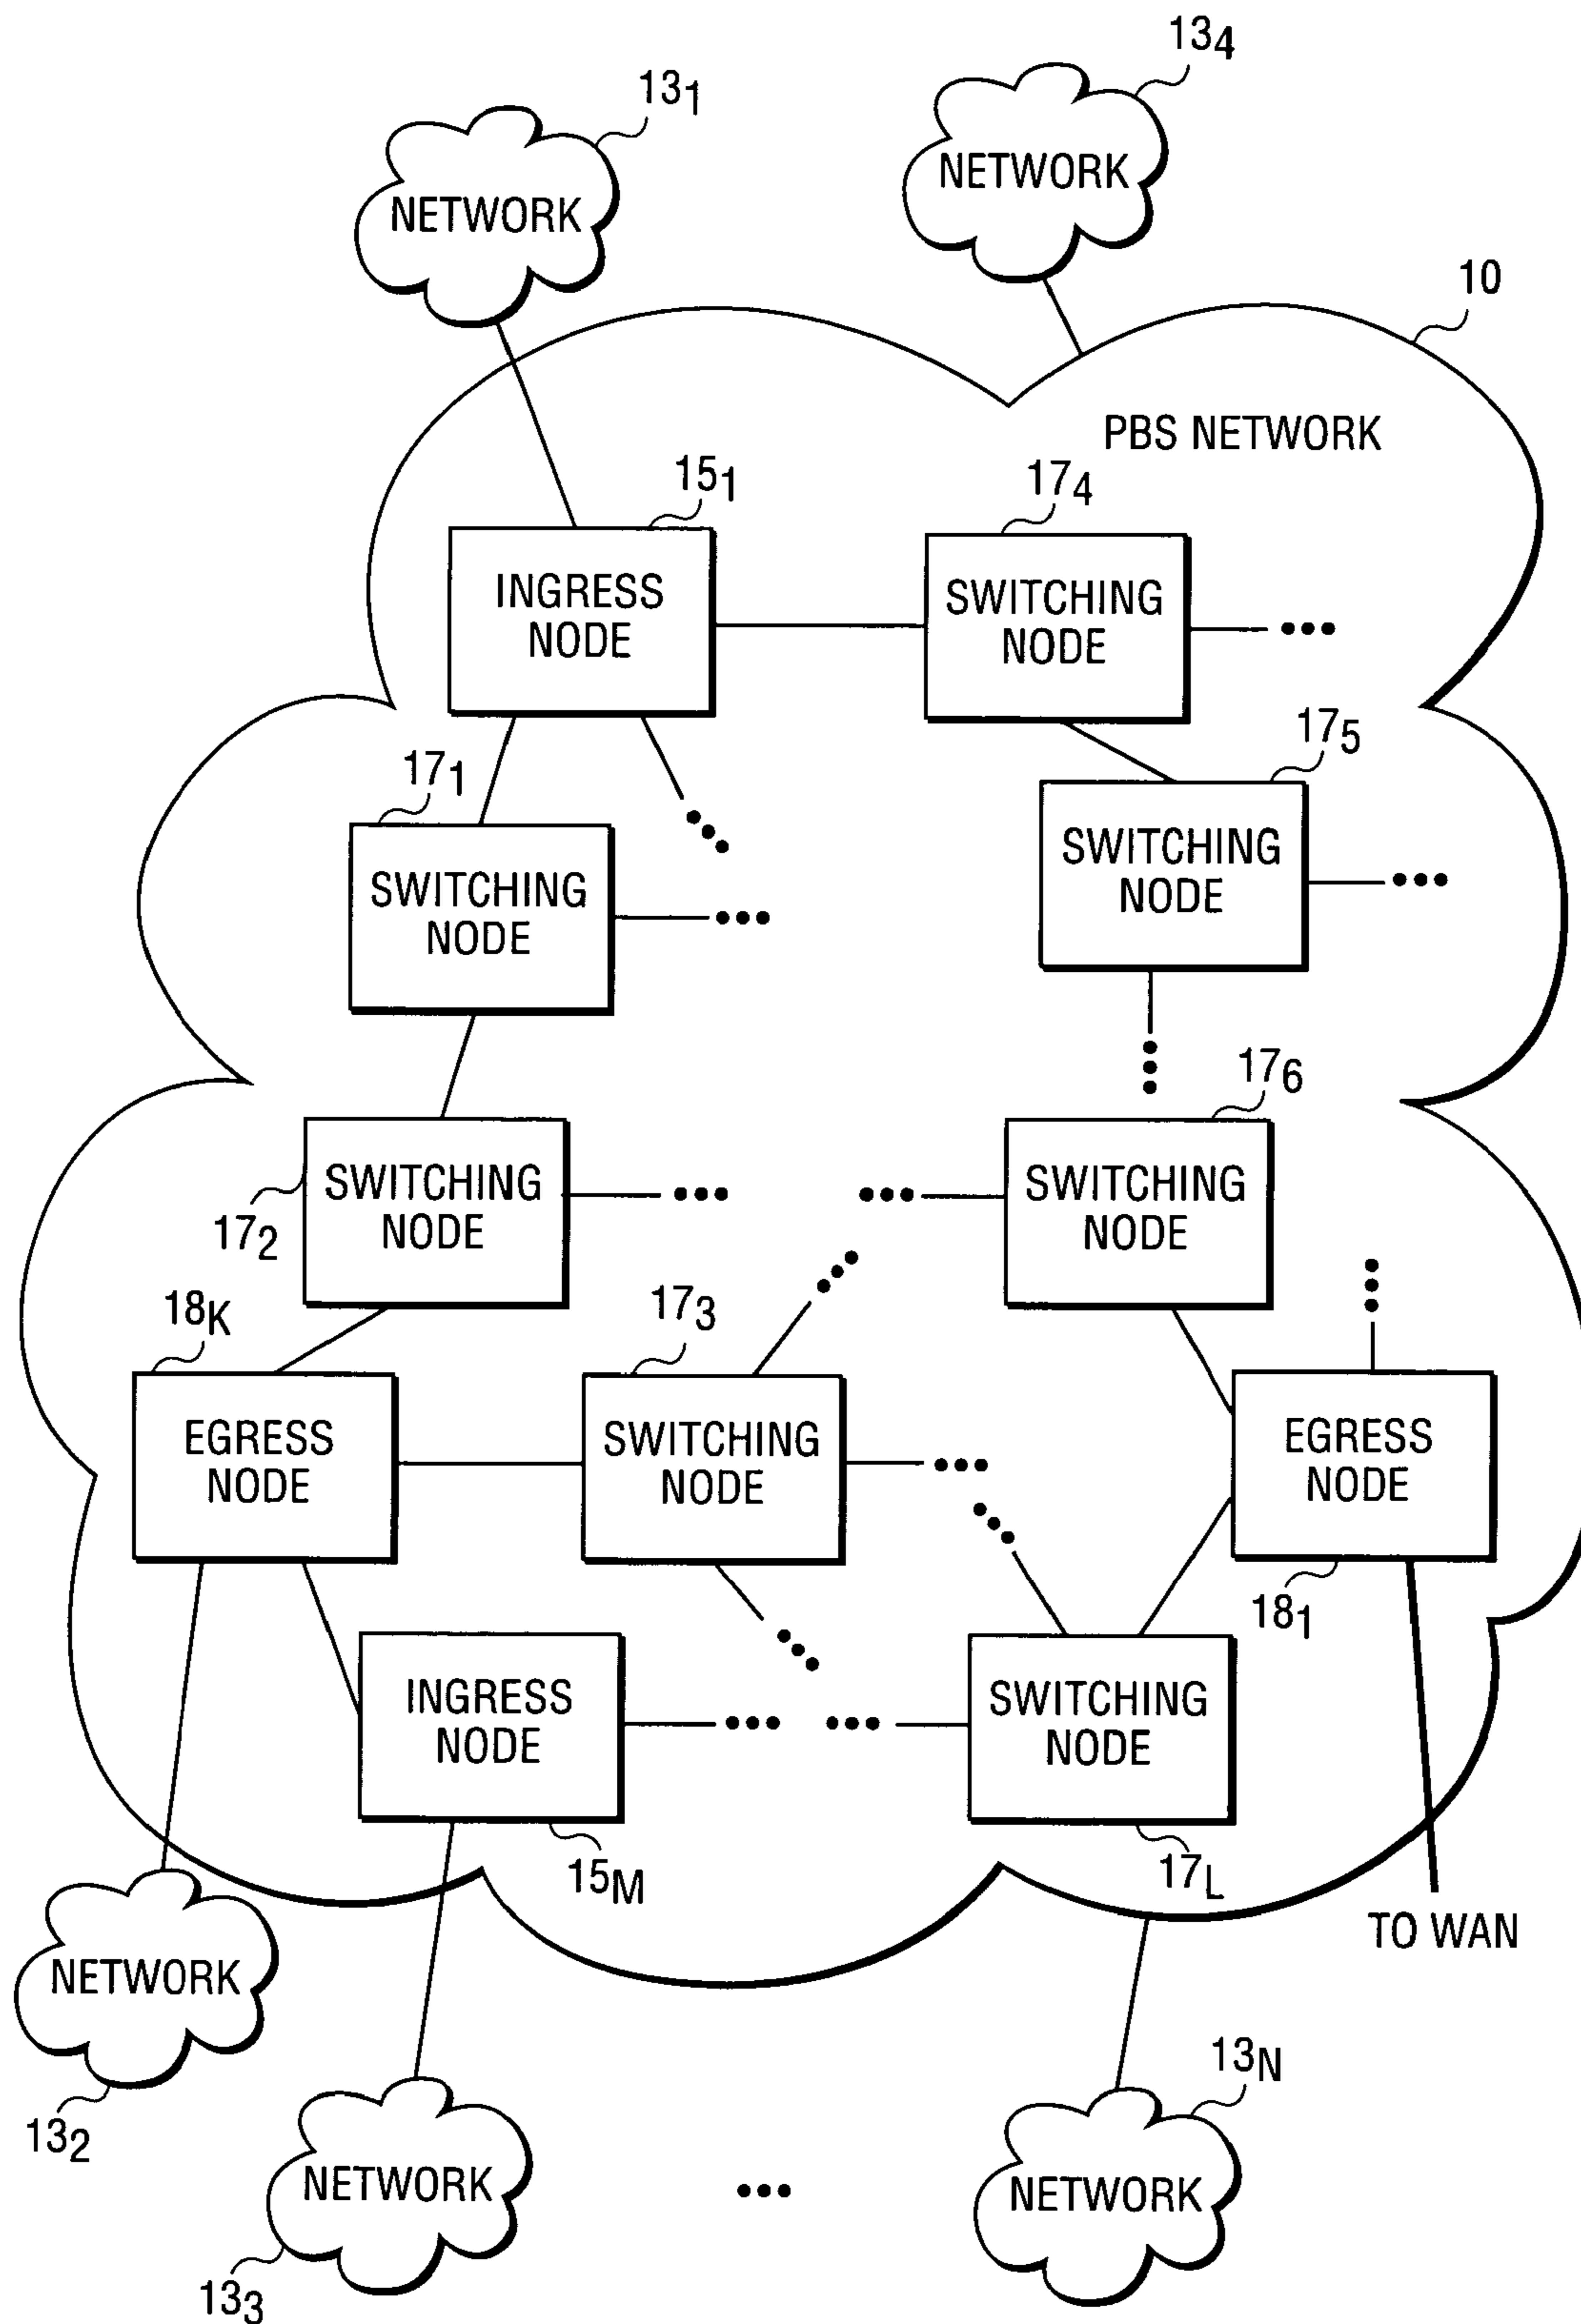 13₄
13₁
NETWORK
NETWORK
10
PBS NETWORK
15₁
17₄
INGRESS
NODE
SWITCHING
NODE
17₅
17₁
SWITCHING
NODE
SWITCHING
NODE
17₆
SWITCHING
NODE
SWITCHING
NODE
17₂
18K
17₃
EGRESS
NODE
SWITCHING
NODE
EGRESS
NODE
18₁
INGRESS
NODE
SWITCHING
NODE
15M
17L
TO WAN
NETWORK
13N
13₂
NETWORK
NETWORK
13₃